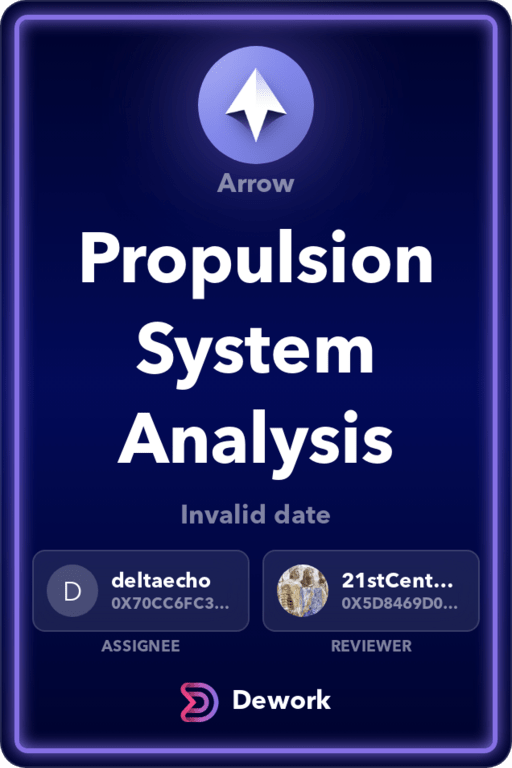 Arrow
Propulsion
System
Analysis
Invalid date
D
deltaecho
0X70CC6FC3...
ASSIGNEE
21stCent...
0X5D8469D0...
REVIEWER
Dework